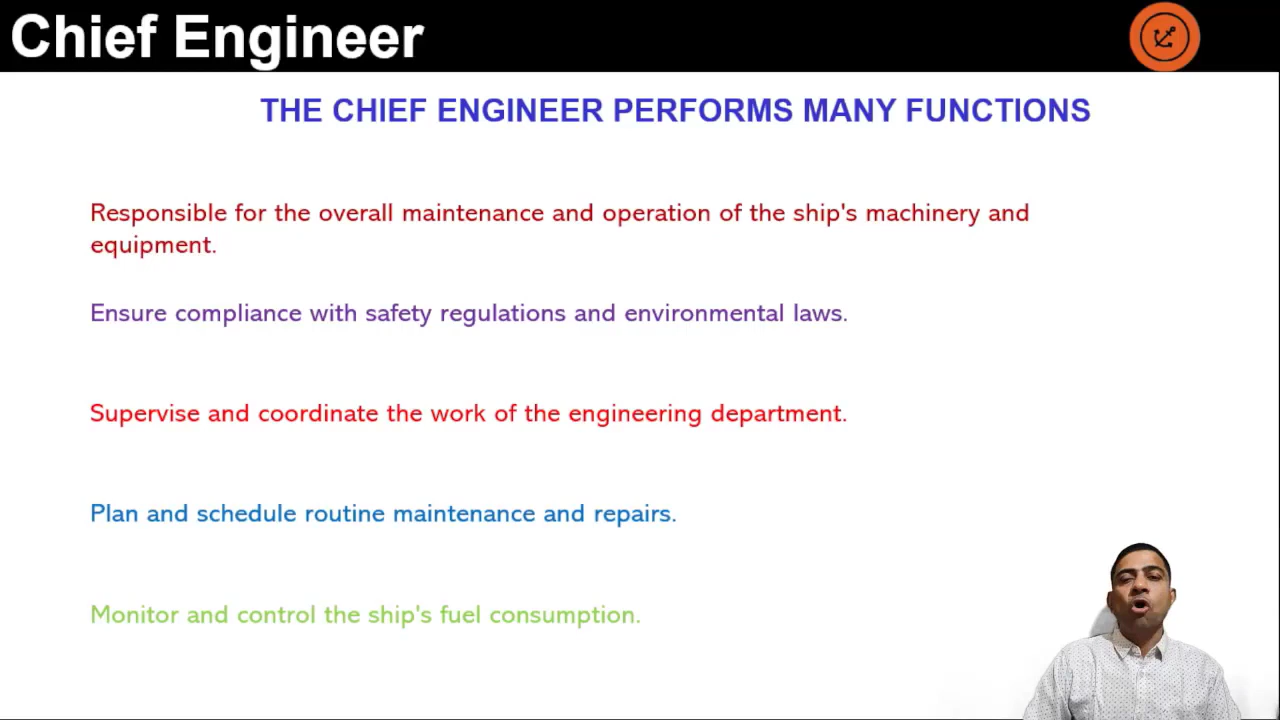 Chief Engineer
THE CHIEF ENGINEER PERFORMS MANY FUNCTIONS
Responsible for the overall maintenance and operation of the ship's machinery and
equipment.
Ensure compliance with safety regulations and environmental laws.
Supervise and coordinate the work of the engineering department.
Plan and schedule routine maintenance and repairs.
Monitor and control the ship's fuel consumption.